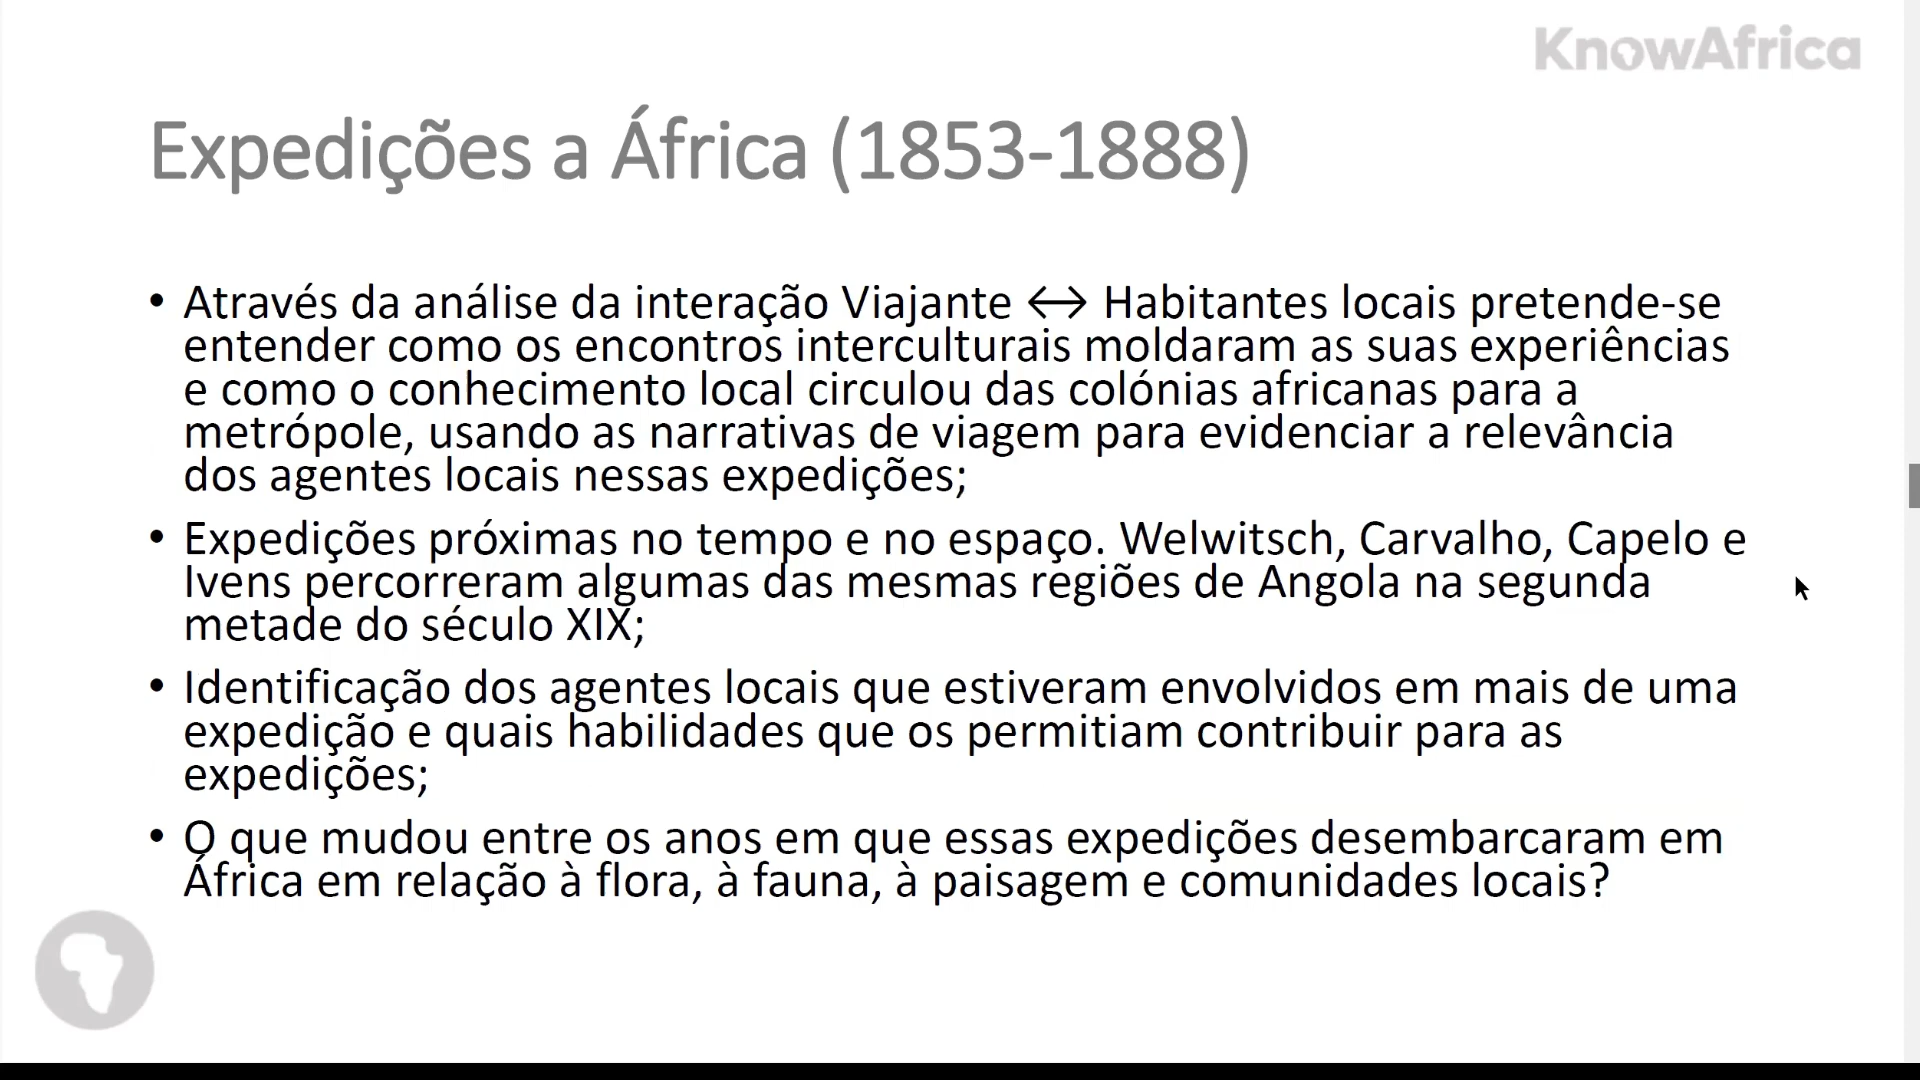 KnowAfrica
Expedições a África (1853-1888)
• Através da análise da interação Viajante ↔ Habitantes locais pretende-se
entender como os encontros interculturais moldaram as suas experiências
e como o conhecimento local circulou das colónias africanas para a
metrópole, usando as narrativas de viagem para evidenciar a relevância
dos agentes locais nessas expedições;
• Expedições próximas no tempo e no espaço. Welwitsch, Carvalho, Capelo e
Ivens percorreram algumas das mesmas regiões de Angola na segunda
metade do século XIX;
• Identificação dos agentes locais que estiveram envolvidos em mais de uma
expedição e quais habilidades que os permitiam contribuir para as
expedições;
• O que mudou entre os anos em que essas expedições desembarcaram em
África em relação à flora, à fauna, à paisagem e comunidades locais?